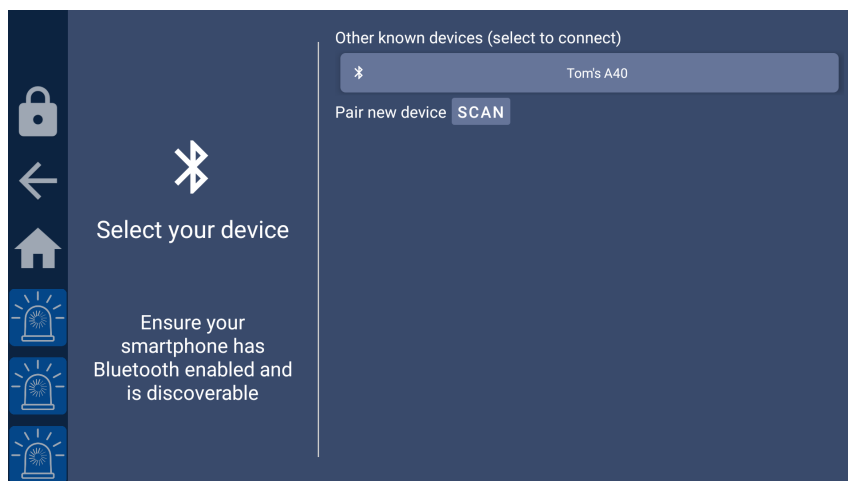 Other known devices (select to connect)
Tom's A40
Pair new device SCAN
Select your device
Ensure your
smartphone has
Bluetooth enabled and
is discoverable